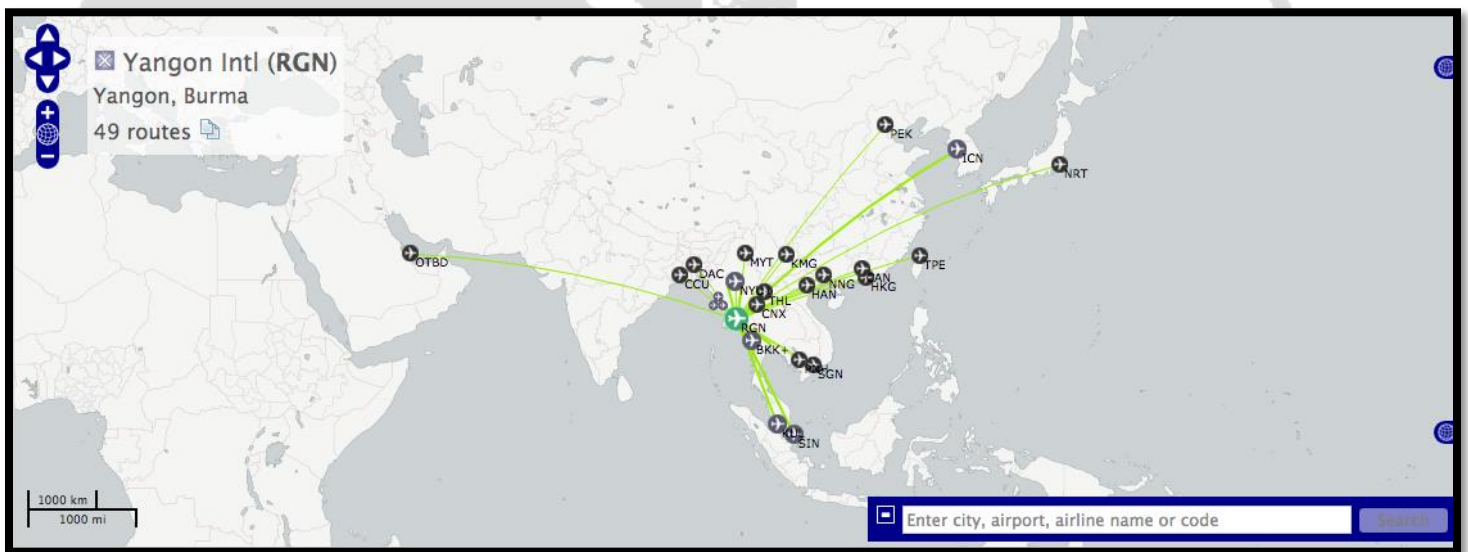 Yangon Intl (RGN)
Yangon, Burma
49 routes
PEK
ICN
NRT
OTBD
DAC
CCU
MYT
KMG
TPE
NNG
HAN
HKG
THL
CNX
RGN
BKK+
SGN
SIN
1000 km
1000 mi
Enter city, airport, airline name or code
Search